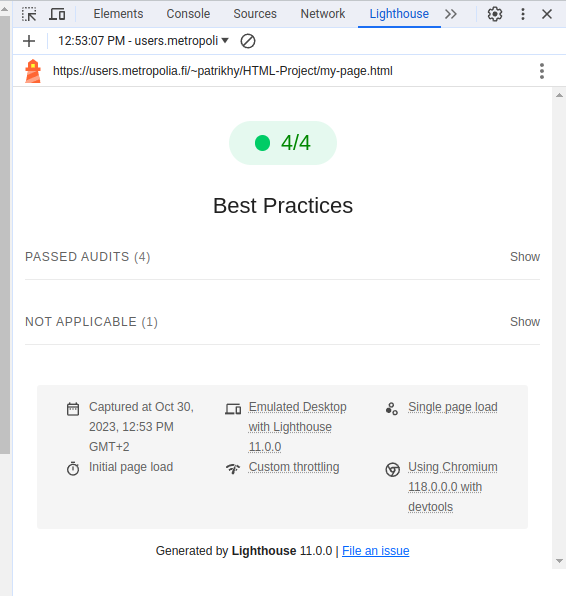 Elements Console Sources Network Lighthouse
12:53:07 PM - users.metropoli
https://users.metropolia.fi/~patrikhy/HTML-Project/my-page.html
4/4
Best Practices
PASSED AUDITS (4) Show
NOT APPLICABLE (1) Show
Captured at Oct 30,
2023, 12:53 PM
GMT+2
Emulated Desktop
with Lighthouse
11.0.0
Single page load
Initial page load
Custom throttling
Using Chromium
118.0.0.0 with
devtools
Generated by Lighthouse 11.0.0 | File an issue